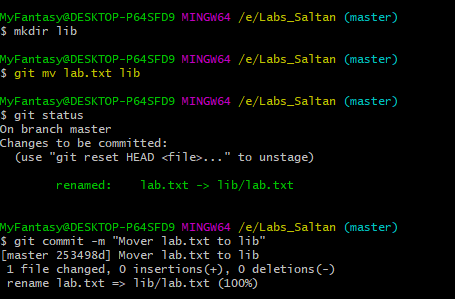 MyFantasy@DESKTOP-P64SFD9 MINGW64 /e/Labs_Saltan (master)
$ mkdir lib
MyFantasy@DESKTOP-P64SFD9 MINGW64 /e/Labs_Saltan (master)
$ git mv lab.txt lib
MyFantasy@DESKTOP-P64SFD9 MINGW64 /e/Labs_Saltan (master)
$ git status
On branch master
Changes to be committed:
  (use "git reset HEAD <file>..." to unstage)
        renamed:    lab.txt -> lib/lab.txt
MyFantasy@DESKTOP-P64SFD9 MINGW64 /e/Labs_Saltan (master)
$ git commit -m "Mover lab.txt to lib"
[master 253498d] Mover lab.txt to lib
 1 file changed, 0 insertions(+), 0 deletions(-)
 rename lab.txt => lib/lab.txt (100%)